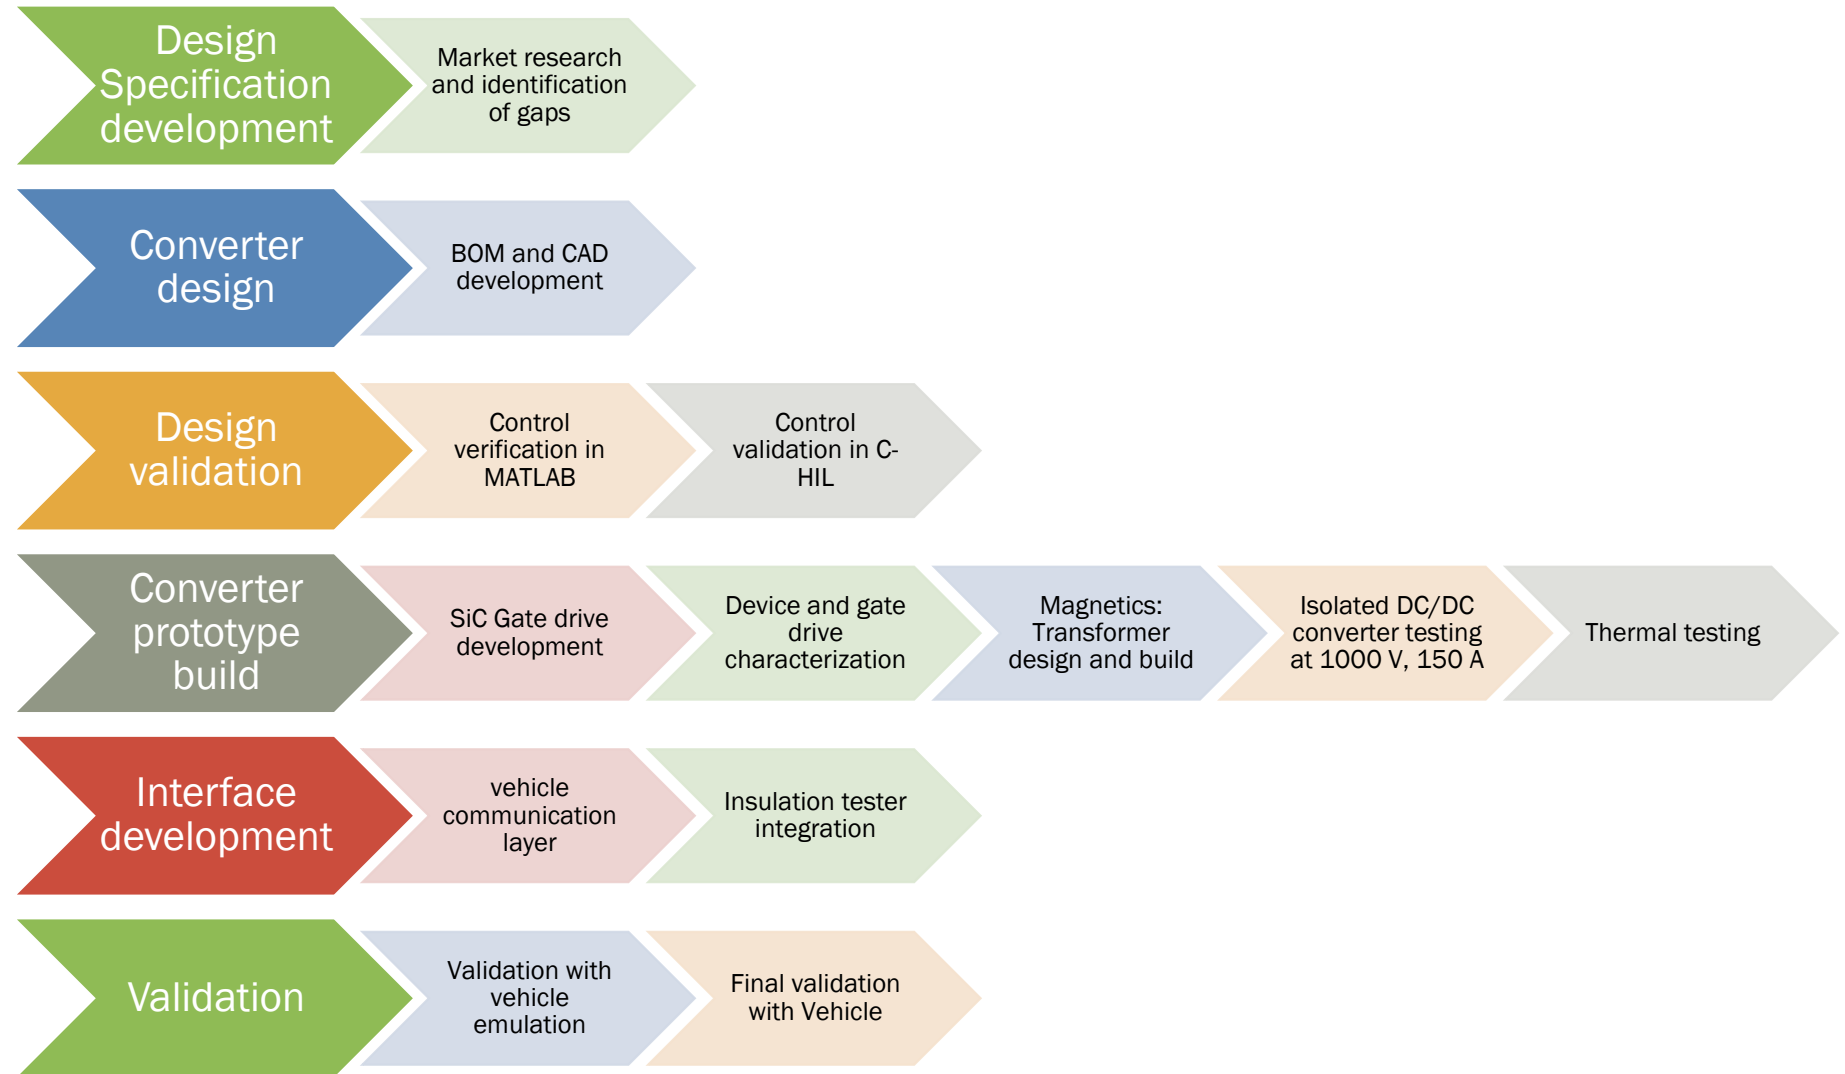 Design
Specification
development
Market research
and identification
of gaps
Converter
design
BOM and CAD
development
Design
validation
Control
verification in
MATLAB
Control
validation in C-
HIL
Converter
prototype
build
SiC Gate drive
development
Device and gate
drive
characterization
Magnetics:
Transformer
design and build
Isolated DC/DC
converter testing
at 1000 V, 150 A
Thermal testing
Interface
development
vehicle
communication
layer
Insulation tester
integration
Validation
Validation with
vehicle
emulation
Final validation
with Vehicle